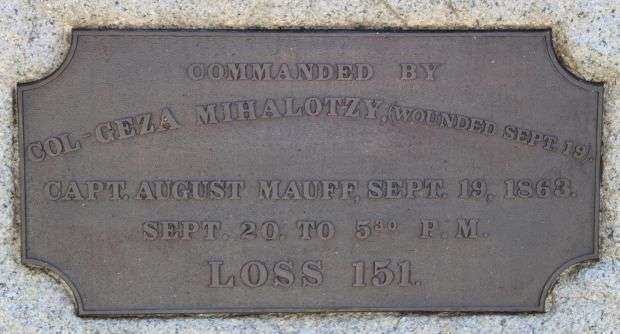 COMMANDED BY
COL-GEZA MIHALOTZY, (WOUNDED SEPT. 19).
CAPT. AUGUST MAUFF, SEPT. 19, 1863.
SEPT. 20. TO 5³⁰ P. M.
LOSS 151.